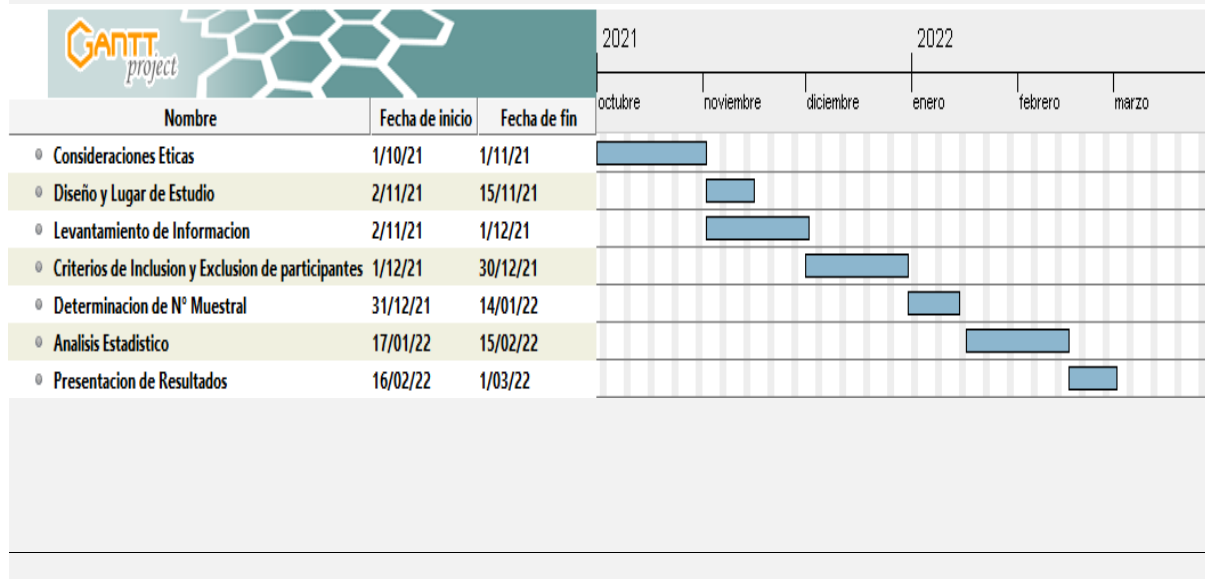 GANTT
project
2021 2022
octubre noviembre diciembre enero febrero marzo
Nombre Fecha de inicio Fecha de fin
Consideraciones Eticas 1/10/21 1/11/21
Diseño y Lugar de Estudio 2/11/21 15/11/21
Levantamiento de Informacion 2/11/21 1/12/21
Criterios de Inclusion y Exclusion de participantes 1/12/21 30/12/21
Determinacion de Nº Muestral 31/12/21 14/01/22
Analisis Estadistico 17/01/22 15/02/22
Presentacion de Resultados 16/02/22 1/03/22